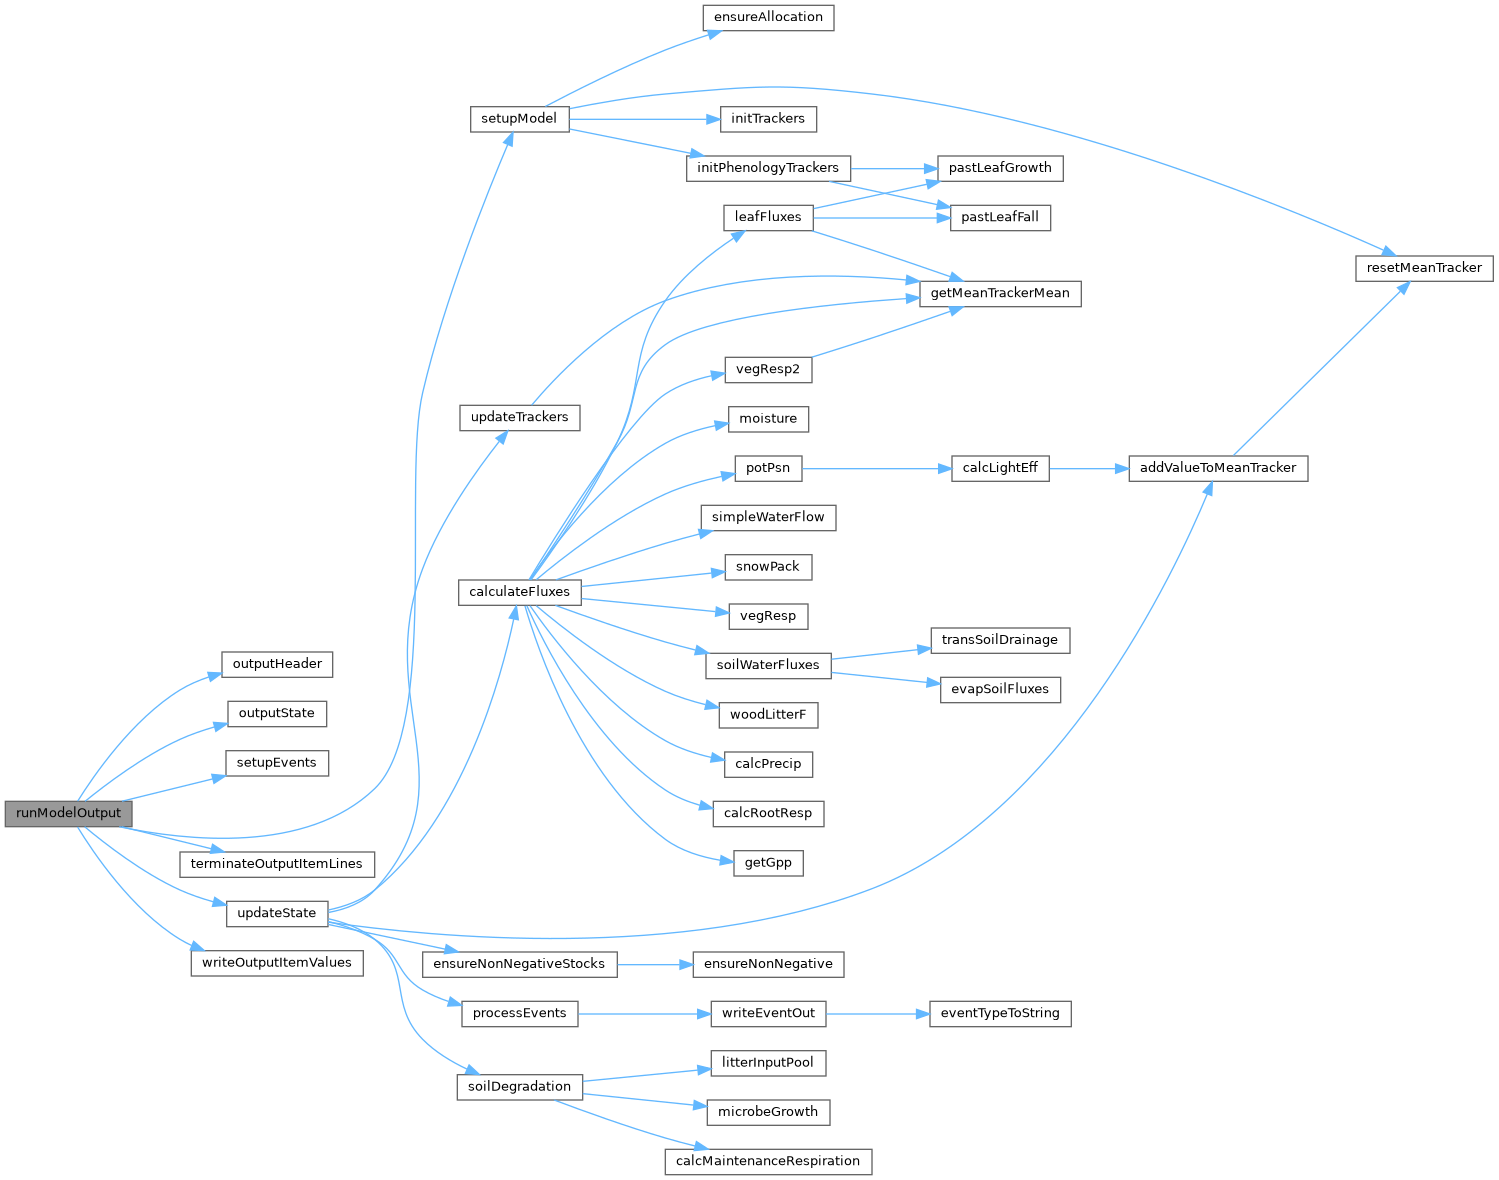 ensureAllocation
setupModel
initTrackers
initPhenologyTrackers
pastLeafGrowth
leafFluxes
pastLeafFall
resetMeanTracker
getMeanTrackerMean
vegResp2
updateTrackers
moisture
potPsn
calcLightEff
addValueToMeanTracker
simpleWaterFlow
snowPack
calculateFluxes
vegResp
transSoilDrainage
outputHeader
soilWaterFluxes
evapSoilFluxes
outputState
woodLitterF
setupEvents
calcPrecip
runModelOutput
calcRootResp
terminateOutputItemLines
getGpp
updateState
writeOutputItemValues
ensureNonNegativeStocks
ensureNonNegative
processEvents
writeEventOut
eventTypeToString
litterInputPool
soilDegradation
microbeGrowth
calcMaintenanceRespiration